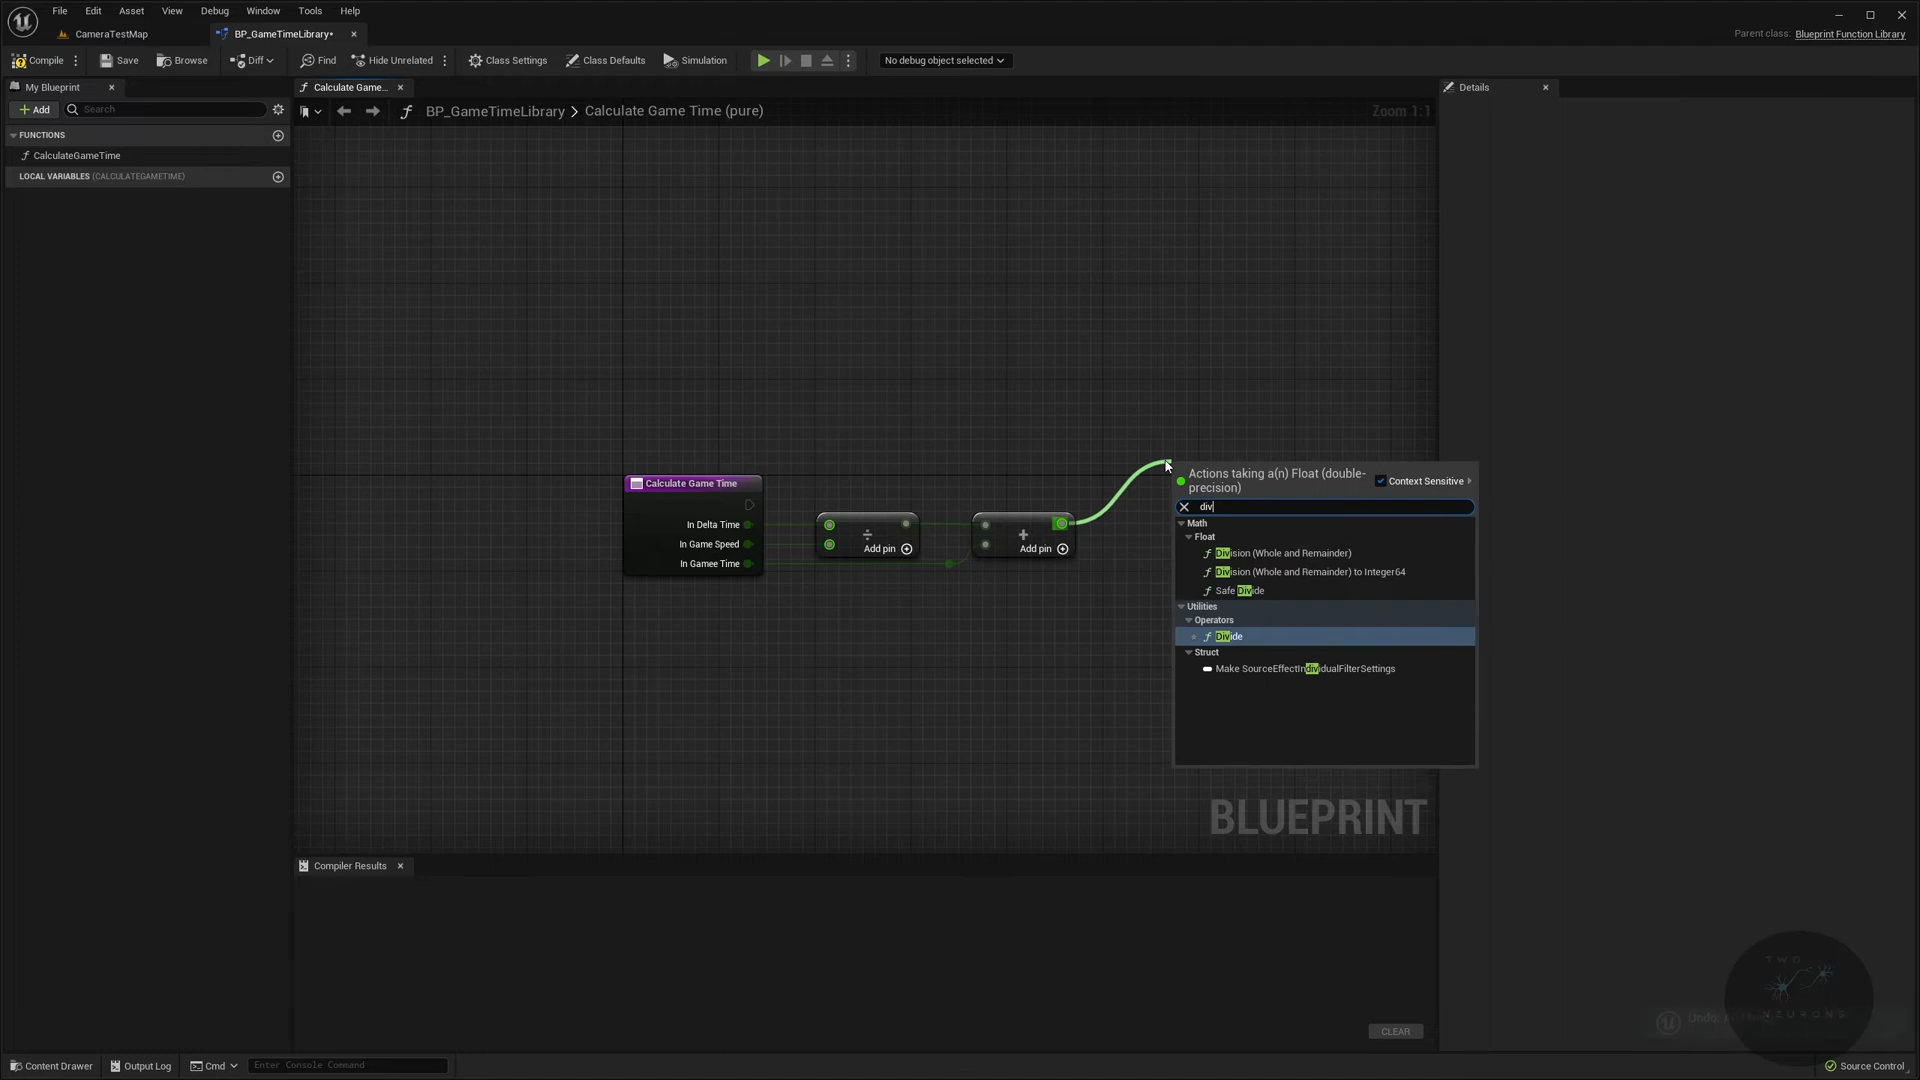 File Edit Asset View Debug Window Tools Help
CameraTestMap BP_GameTimeLibrary* Parent class: Blueprint Function Library
Compile Save Browse Diff Find Hide Unrelated Class Settings Class Defaults Simulation No debug object selected
My Blueprint Calculate Game... Details
Add Search BP_GameTimeLibrary > Calculate Game Time (pure) Zoom 1:1
FUNCTIONS
CalculateGameTime
LOCAL VARIABLES (CALCULATEGAMETIME)
Calculate Game Time
In Delta Time
In Game Speed
In Gamee Time
÷
Add pin
+
Add pin
Actions taking a(n) Float (double-
precision)
Context Sensitive
div
Math
Float
Division (Whole and Remainder)
Division (Whole and Remainder) to Integer64
Safe Divide
Utilities
Operators
Divide
Struct
Make SourceEffectIndividualFilterSettings
BLUEPRINT
Compiler Results
TWO
NEURONS
Undo:
CLEAR
Content Drawer Output Log Cmd Enter Console Command Source Control